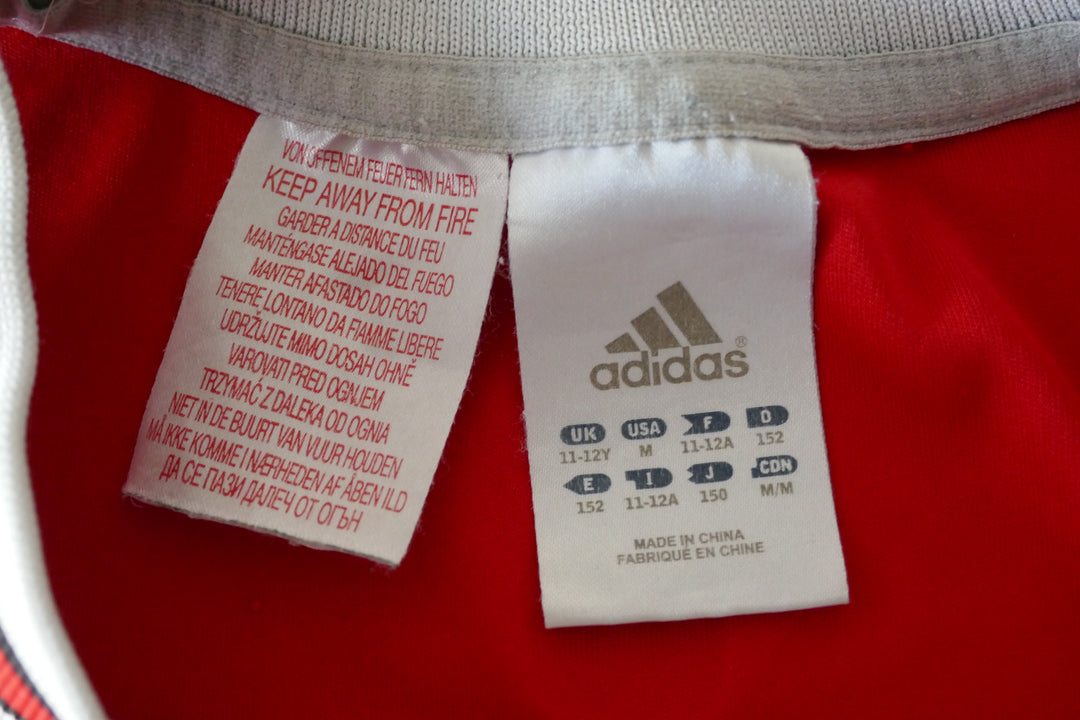 VON OFFENEM FEUER FERN HALTEN
KEEP AWAY FROM FIRE
GARDER A DISTANCE DU FEU
MANTÉNGASE ALEJADO DEL FUEGO
MANTER AFASTADO DO FOGO
TENERE LONTANO DA FIAMME LIBERE
UDRŽUJTE MIMO DOSAH OHNĚ
VAROVATI PRED OGNJEM
TRZYMAĆ Z DALEKA OD OGNIA
NIET IN DE BUURT VAN VUUR HOUDEN
MÅ IKKE KOMME I NÆRHEDEN AF ÅBEN ILD
ДА СЕ ПАЗИ ДАЛЕЧ ОТ ОГЪН
adidas®
UK USA F D
11-12Y M 11-12A 152
E I J CDN
152 11-12A 150 M/M
MADE IN CHINA
FABRIQUÉ EN CHINE